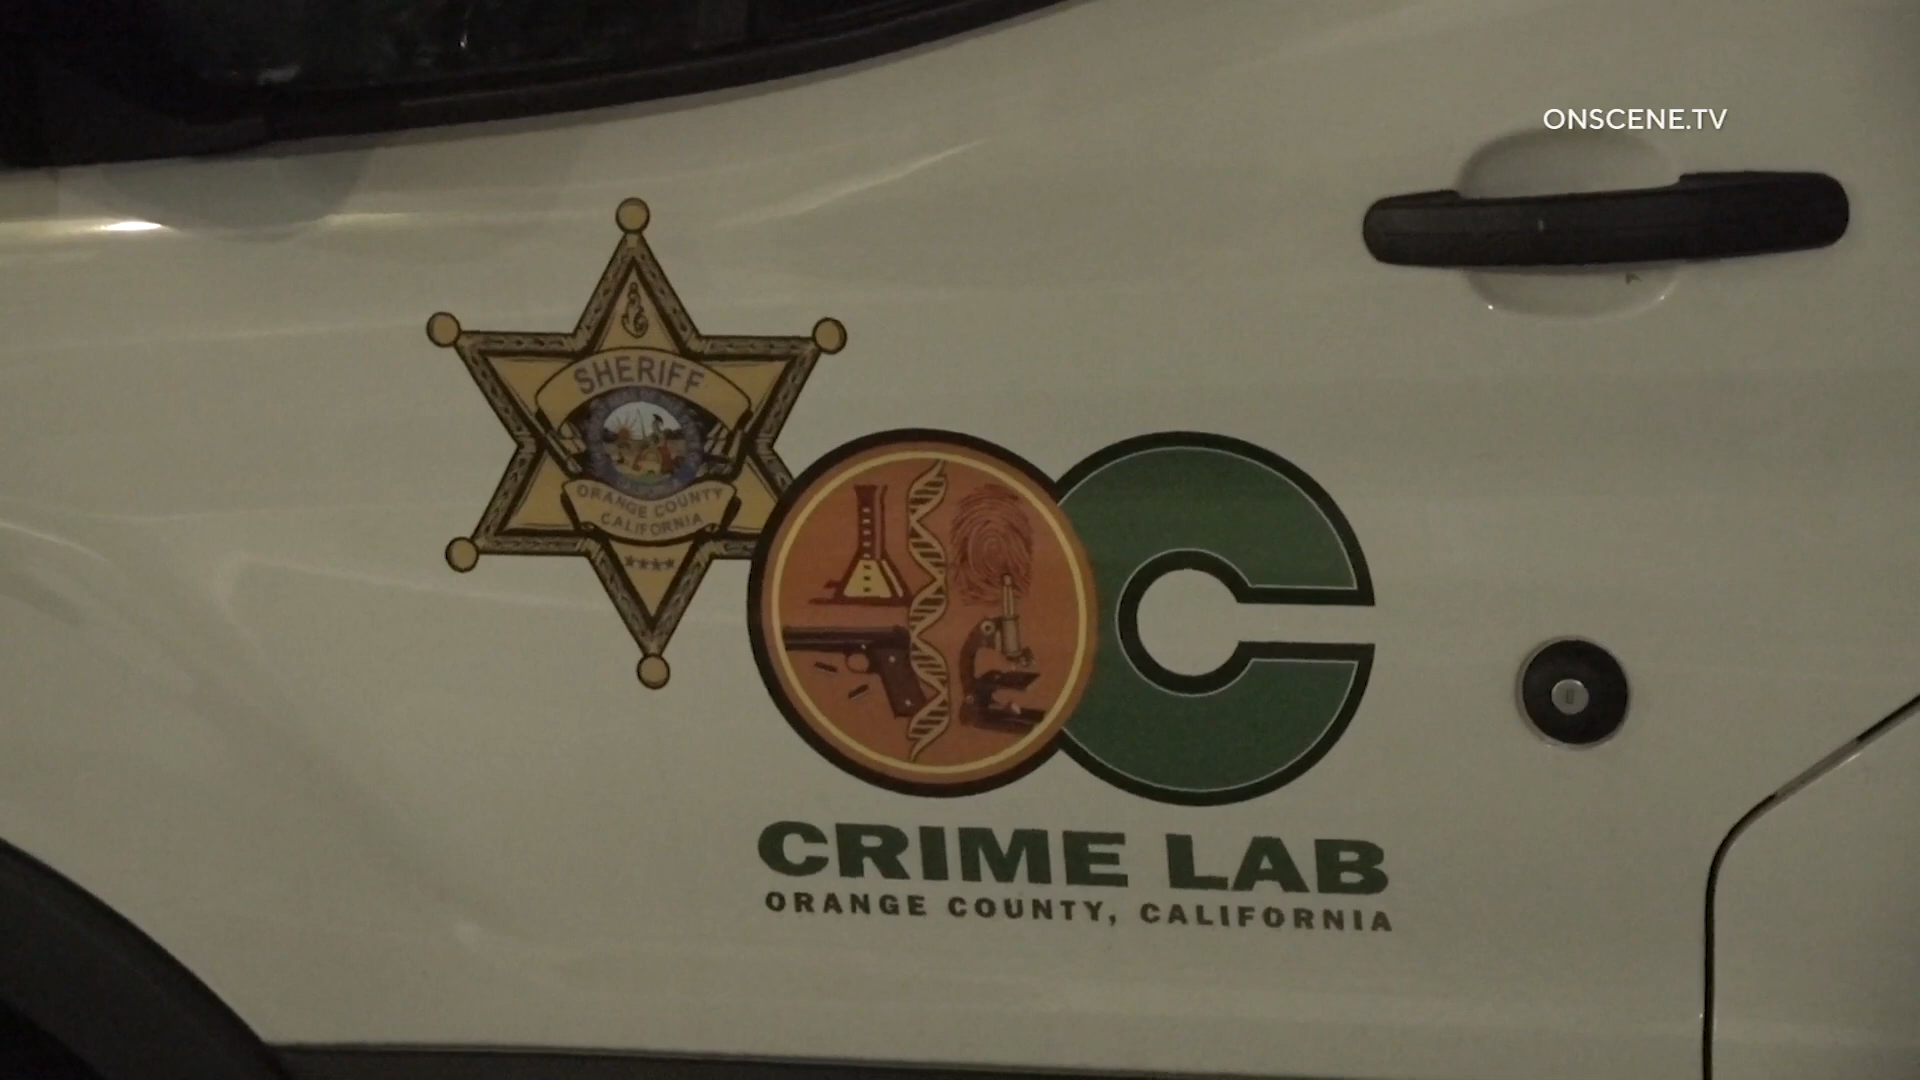 ONSCENE.TV
SHERIFF
ORANGE COUNTY
CALIFORNIA
CRIME LAB
ORANGE COUNTY, CALIFORNIA